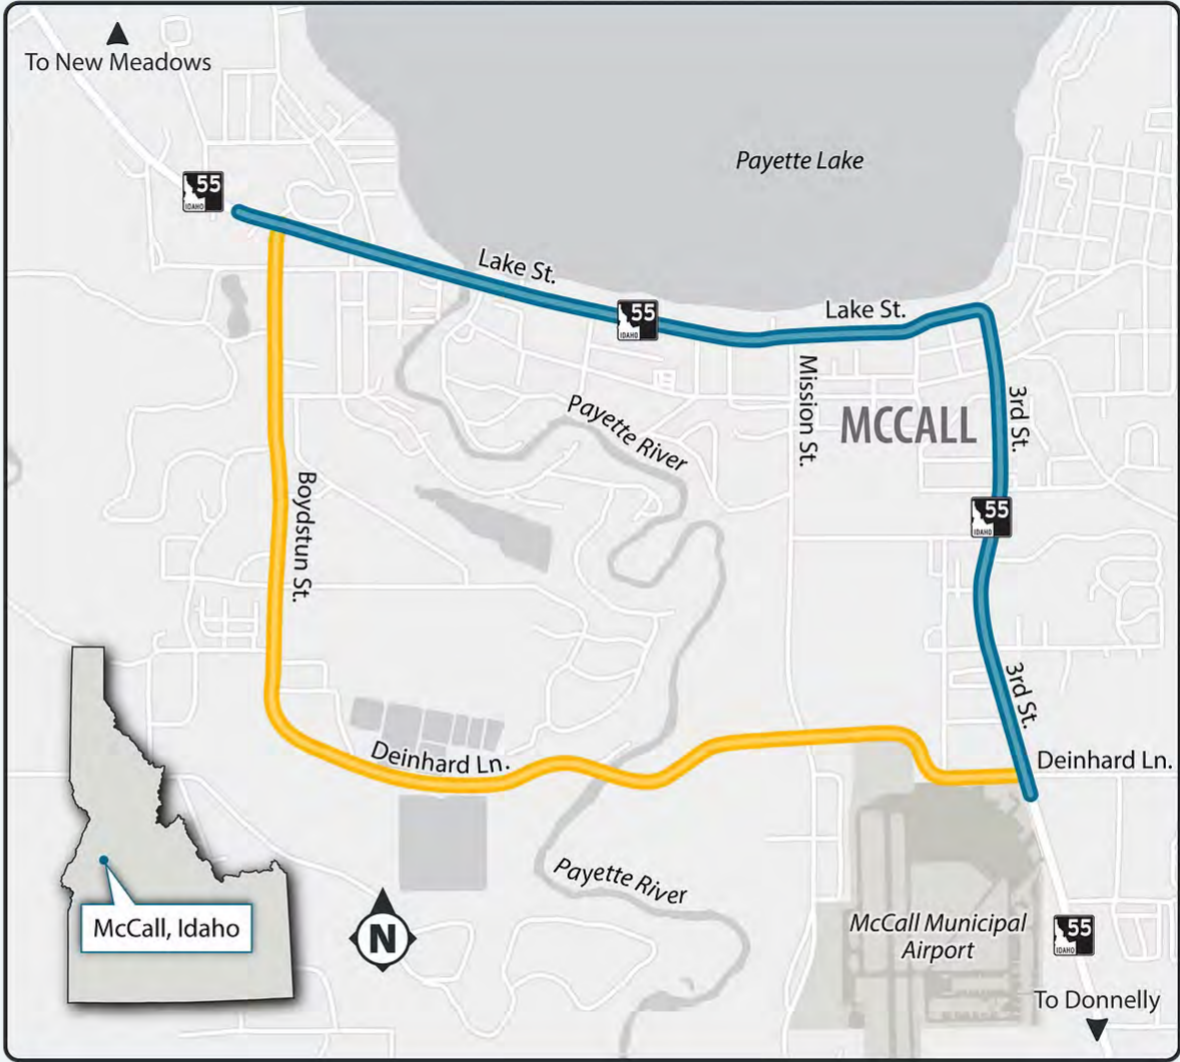 To New Meadows
Payette Lake
55
IDAHO
Lake St.
55
IDAHO
Lake St.
Mission St.
3rd St.
MCCALL
Payette River
Boydstun St.
55
IDAHO
3rd St.
Deinhard Ln.
Deinhard Ln.
Payette River
McCall, Idaho
N
McCall Municipal
Airport
55
IDAHO
To Donnelly